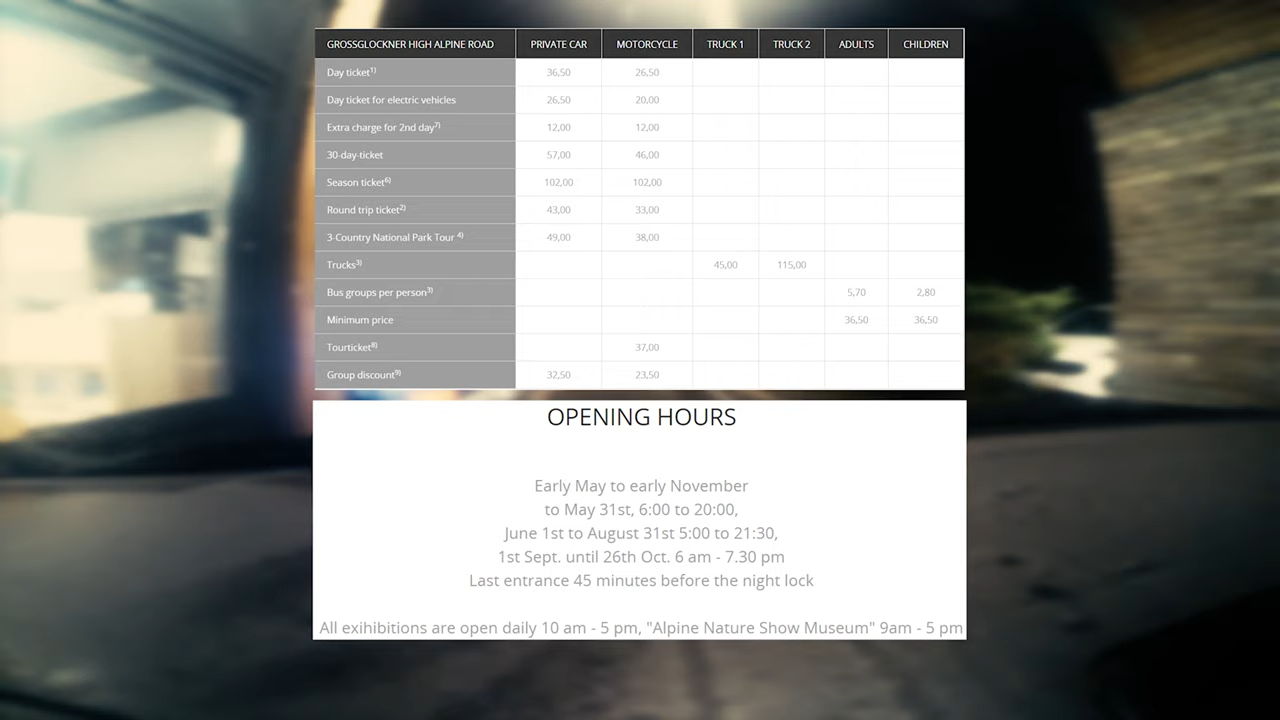 GROSSGLOCKNER HIGH ALPINE ROAD PRIVATE CAR MOTORCYCLE TRUCK 1 TRUCK 2 ADULTS CHILDREN
Day ticket1) 36,50 26,50
Day ticket for electric vehicles 26,50 20,00
Extra charge for 2nd day7) 12,00 12,00
30-day-ticket 57,00 46,00
Season ticket6) 102,00 102,00
Round trip ticket2) 43,00 33,00
3-Country National Park Tour 4) 49,00 38,00
Trucks3) 45,00 115,00
Bus groups per person3) 5,70 2,80
Minimum price 36,50 36,50
Tourticket8) 37,00
Group discount9) 32,50 23,50
OPENING HOURS
Early May to early November
to May 31st, 6:00 to 20:00,
June 1st to August 31st 5:00 to 21:30,
1st Sept. until 26th Oct. 6 am - 7.30 pm
Last entrance 45 minutes before the night lock
All exihibitions are open daily 10 am - 5 pm, "Alpine Nature Show Museum" 9am - 5 pm